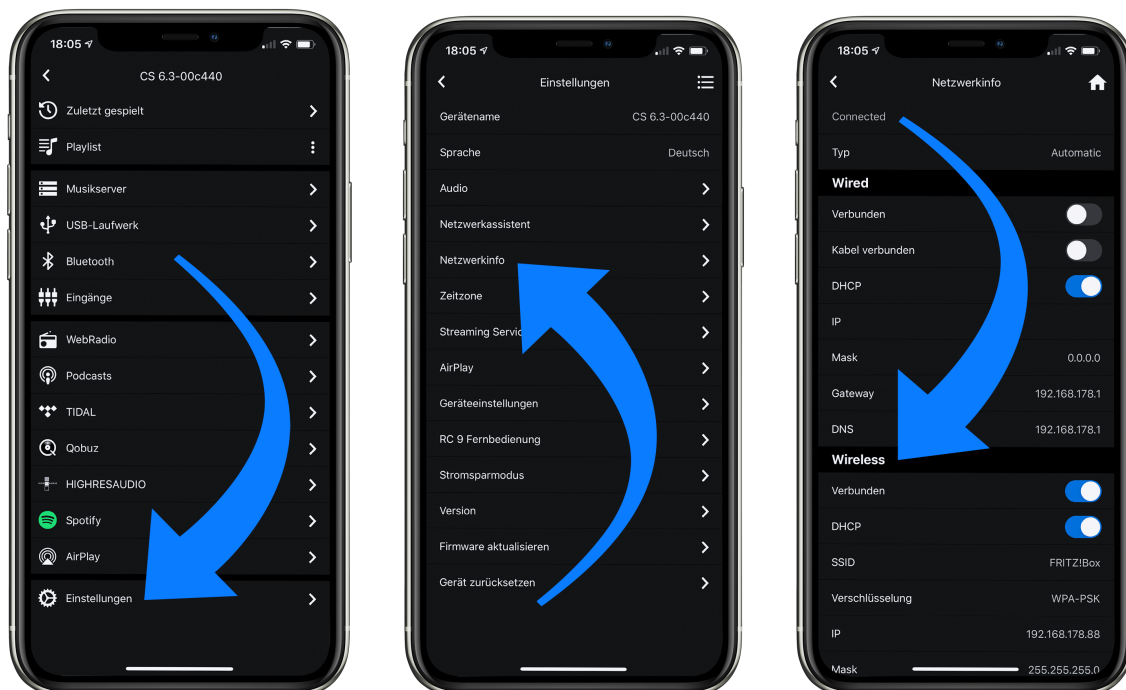 18:05
CS 6.3-00c440
Zuletzt gespielt
Playlist
Musikserver
USB-Laufwerk
Bluetooth
Eingänge
WebRadio
Podcasts
TIDAL
Qobuz
HIGHRESAUDIO
Spotify
AirPlay
Einstellungen
18:05
Einstellungen
Gerätename CS 6.3-00c440
Sprache Deutsch
Audio
Netzwerkassistent
Netzwerkinfo
Zeitzone
Streaming
AirPlay
Geräteeinstellungen
RC 9 Fernbedienung
Stromsparmodus
Version
Firmware aktualisieren
Gerät zurücksetzen
18:05
Netzwerkinfo
Connected
Typ Automatic
Wired
Verbunden
Kabel verbunden
DHCP
IP
Mask 0.0.0.0
Gateway 192.168.178.1
DNS 192.168.178.1
Wireless
Verbunden
DHCP
SSID FRITZ!Box
Verschlüsselung WPA-PSK
IP 192.168.178.88
Mask 255.255.255.0